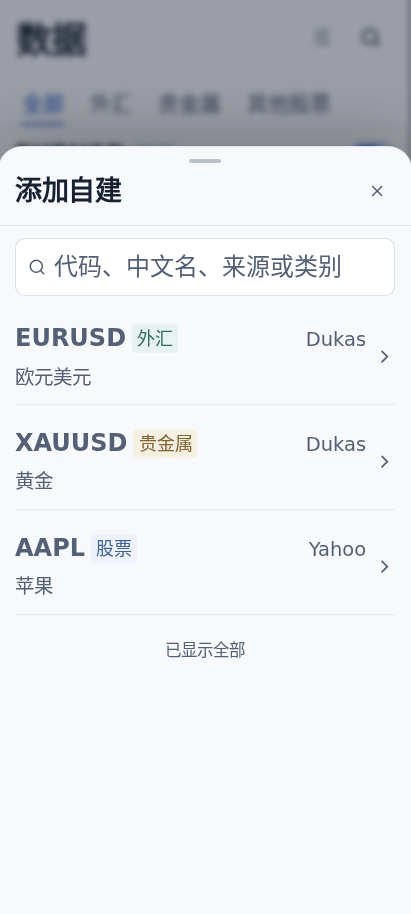 数据
全部 外汇 贵金属 其他股票
添加自建
代码、中文名、来源或类别
EURUSD 外汇 Dukas
欧元美元
XAUUSD 贵金属 Dukas
黄金
AAPL 股票 Yahoo
苹果
已显示全部